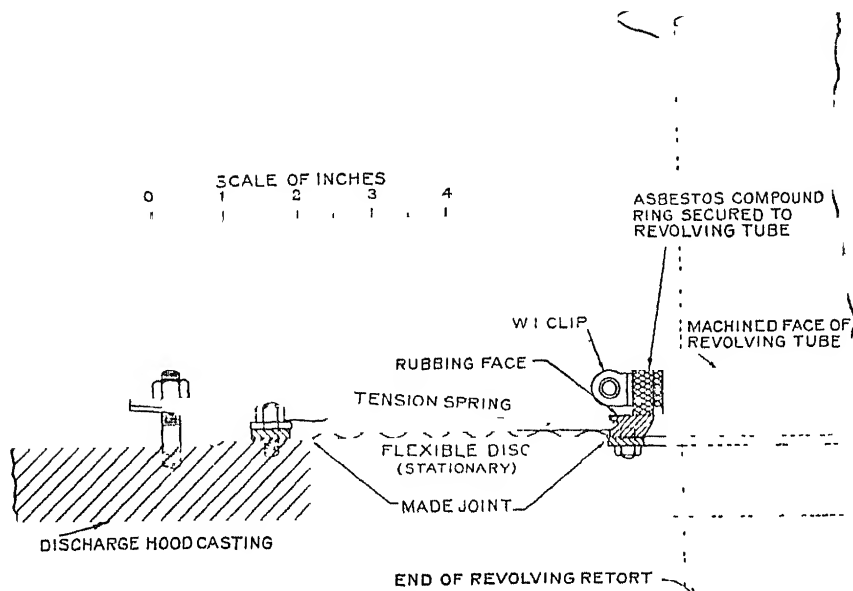 SCALE OF INCHES
0 1 2 3 4
ASBESTOS COMPOUND
RING SECURED TO
REVOLVING TUBE
W I CLIP
MACHINED FACE OF
REVOLVING TUBE
RUBBING FACE
TENSION SPRING
FLEXIBLE DISC
(STATIONARY)
MADE JOINT
DISCHARGE HOOD CASTING
END OF REVOLVING RETORT